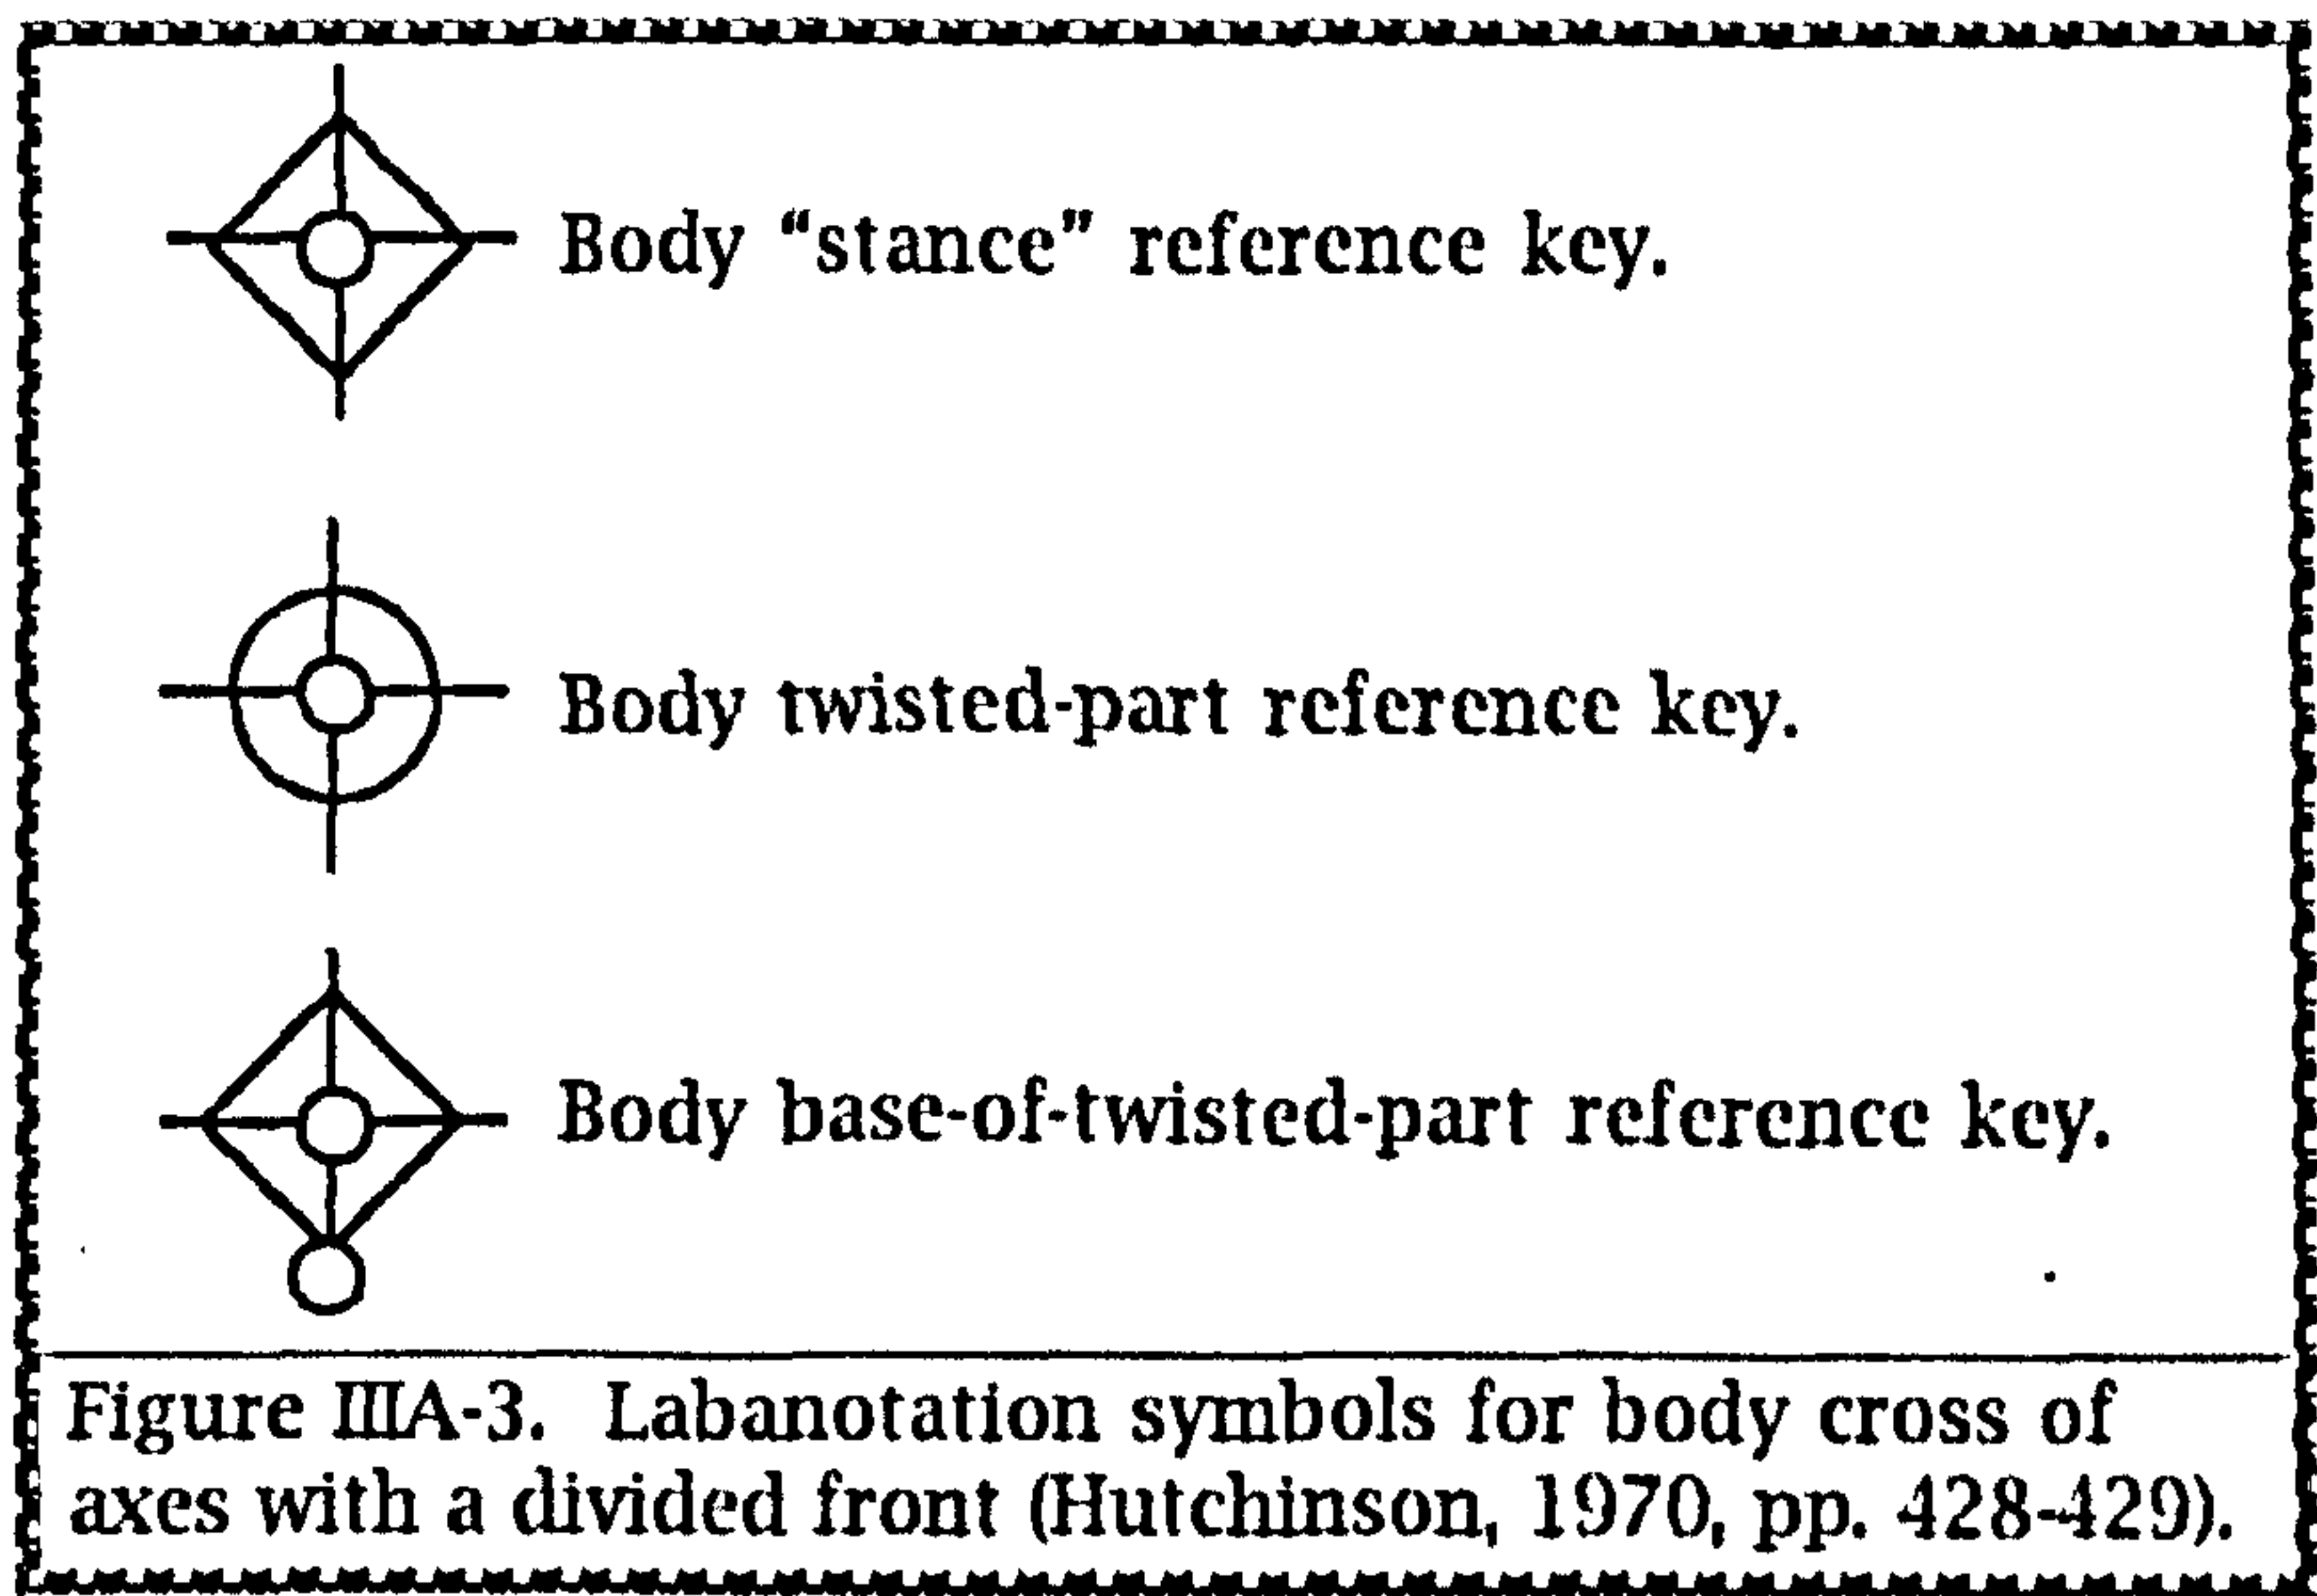 Body “stance” reference key.
Body twisted-part reference key.
Body base-of-twisted-part reference key.
Figure IIIA-3. Labanotation symbols for body cross of
axes with a divided front (Hutchinson, 1970, pp. 428-429).